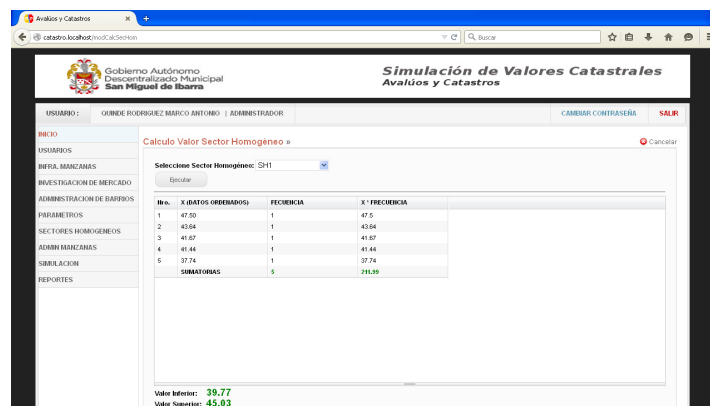 Avalúos y Catastros
catastro.localhost/modCalcSecHom
Buscar
Gobierno Autónomo
Descentralizado Municipal
San Miguel de Ibarra
Simulación de Valores Catastrales
Avalúos y Catastros
USUARIO : QUINDE RODRIGUEZ MARCO ANTONIO | ADMINISTRADOR CAMBIAR CONTRASEÑA SALIR
INICIO
USUARIOS
INFRA. MANZANAS
INVESTIGACION DE MERCADO
ADMINISTRACION DE BARRIOS
PARAMETROS
SECTORES HOMOGENEOS
ADMIN MANZANAS
SIMULACION
REPORTES
Calculo Valor Sector Homogeneo » Cancelar
Seleccione Sector Homogéneo: SH1
Ejecutar
Nro. X (DATOS ORDENADOS) FECUENCIA X * FRECUENCIA
1 47.50 1 47.5
2 43.64 1 43.64
3 41.67 1 41.67
4 41.44 1 41.44
5 37.74 1 37.74
SUMATORIAS 5 211.99
Valor Inferior: 39.77
Valor Superior: 45.03